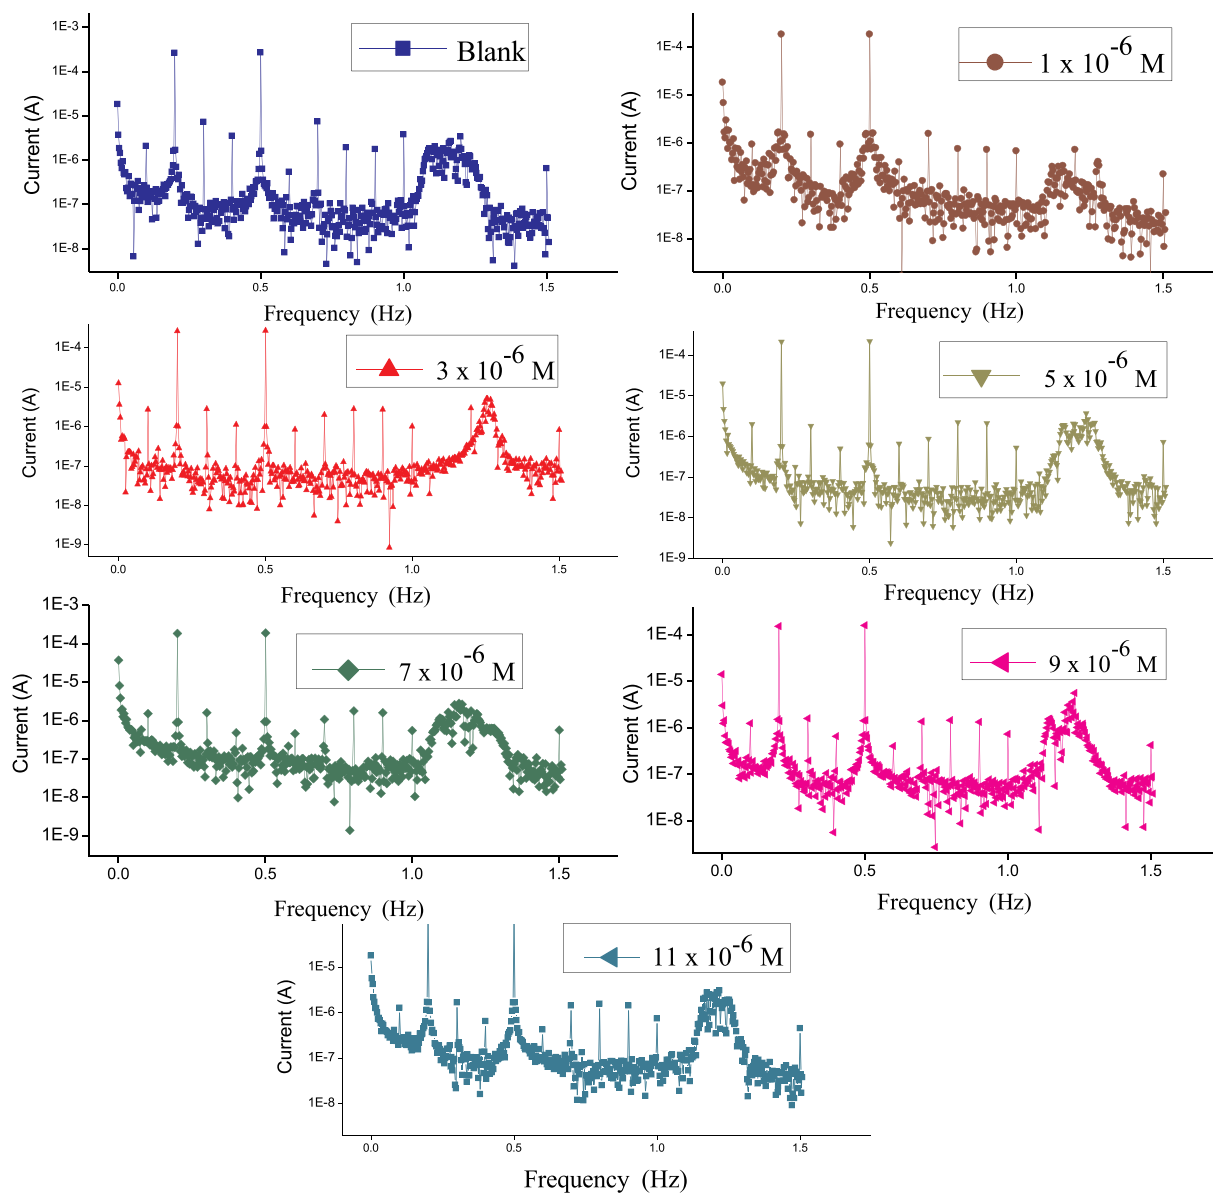 1E-3
1E-4
1E-5
1E-6
1E-7
1E-8
Current (A)
Blank
0.0 0.5 1.0 1.5
Frequency (Hz)
1E-4
1E-5
1E-6
1E-7
1E-8
Current (A)
1 x 10^-6 M
0.0 0.5 1.0 1.5
Frequency (Hz)
1E-4
1E-5
1E-6
1E-7
1E-8
1E-9
Current (A)
3 x 10^-6 M
0.0 0.5 1.0 1.5
Frequency (Hz)
1E-4
1E-5
1E-6
1E-7
1E-8
1E-9
Current (A)
5 x 10^-6 M
0.0 0.5 1.0 1.5
Frequency (Hz)
1E-3
1E-4
1E-5
1E-6
1E-7
1E-8
1E-9
Current (A)
7 x 10^-6 M
0.0 0.5 1.0 1.5
Frequency (Hz)
1E-4
1E-5
1E-6
1E-7
1E-8
Current (A)
9 x 10^-6 M
0.0 0.5 1.0 1.5
Frequency (Hz)
1E-5
1E-6
1E-7
1E-8
Current (A)
11 x 10^-6 M
0.0 0.5 1.0 1.5
Frequency (Hz)